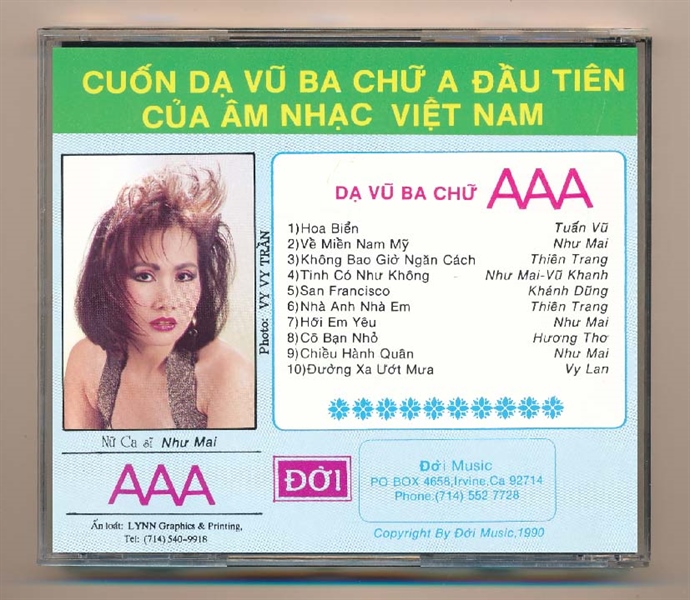 CUỐN DẠ VŨ BA CHỮ A ĐẦU TIÊN
CỦA ÂM NHẠC VIỆT NAM
Photo: VY VY TRẦN
Nữ Ca sĩ Như Mai
AAA
Ấn loát: LYNN Graphics & Printing,
Tel: (714) 540-9918
DẠ VŨ BA CHỮ AAA
1)Hoa Biển Tuấn Vũ
2)Về Miền Nam Mỹ Như Mai
3)Không Bao Giờ Ngăn Cách Thiên Trang
4)Tình Có Như Không Như Mai-Vũ Khanh
5)San Francisco Khánh Dũng
6)Nhà Anh Nhà Em Thiên Trang
7)Hỡi Em Yêu Như Mai
8)Cô Bạn Nhỏ Hương Thơ
9)Chiều Hành Quân Như Mai
10)Đường Xa Ướt Mưa Vy Lan
ĐỜI
Đời Music
PO BOX 4658,Irvine,Ca 92714
Phone.(714) 552 7728
Copyright By Đời Music,1990